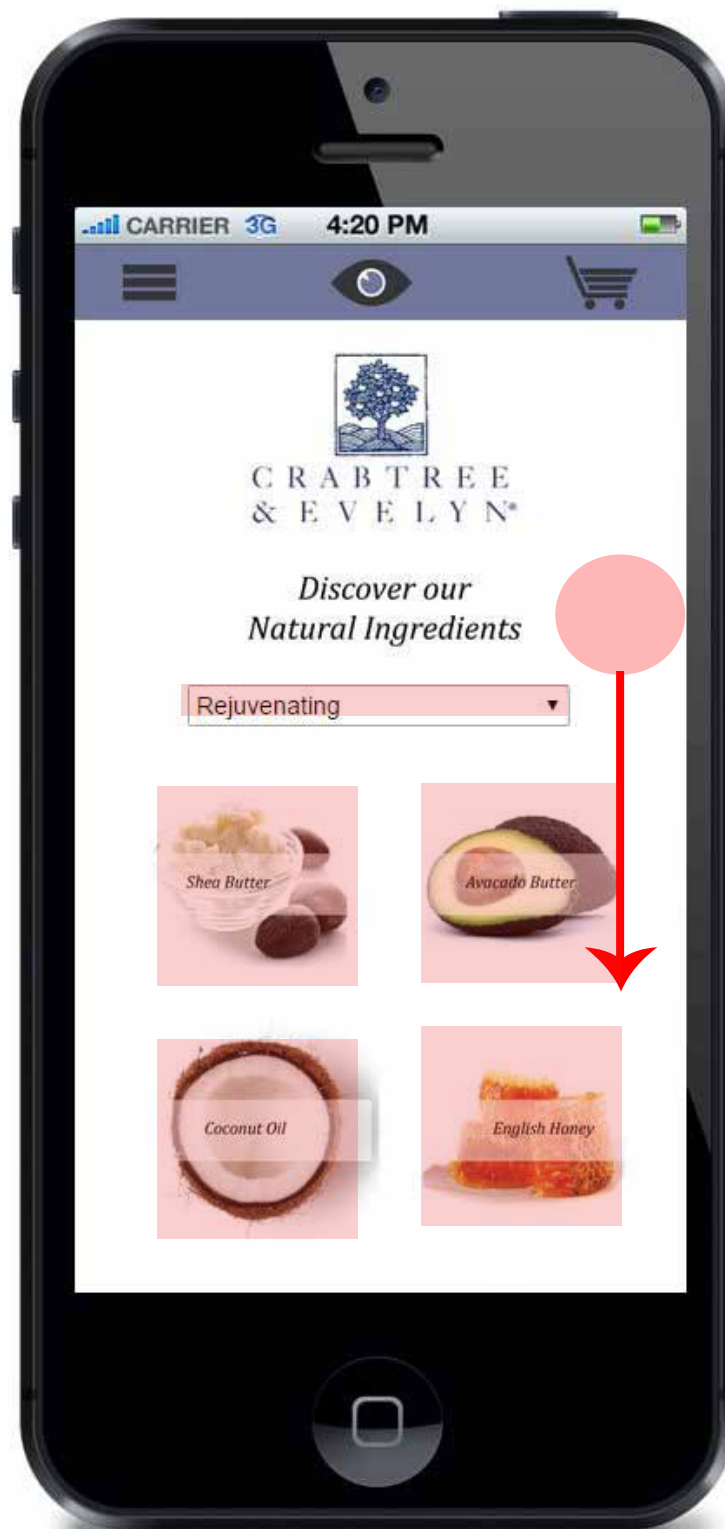 CARRIER 3G 4:20 PM
CRABTREE
& EVELYN®
Discover our
Natural Ingredients
Rejuvenating
Shea Butter
Avacado Butter
Coconut Oil
English Honey